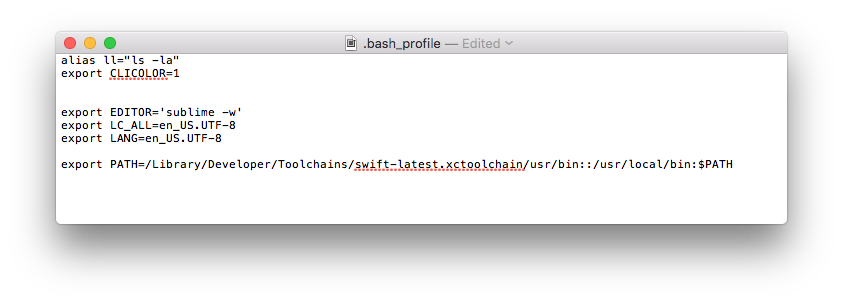 .bash_profile — Edited
alias ll="ls -la"
export CLICOLOR=1
export EDITOR='sublime -w'
export LC_ALL=en_US.UTF-8
export LANG=en_US.UTF-8
export PATH=/Library/Developer/Toolchains/swift-latest.xctoolchain/usr/bin::/usr/local/bin:$PATH